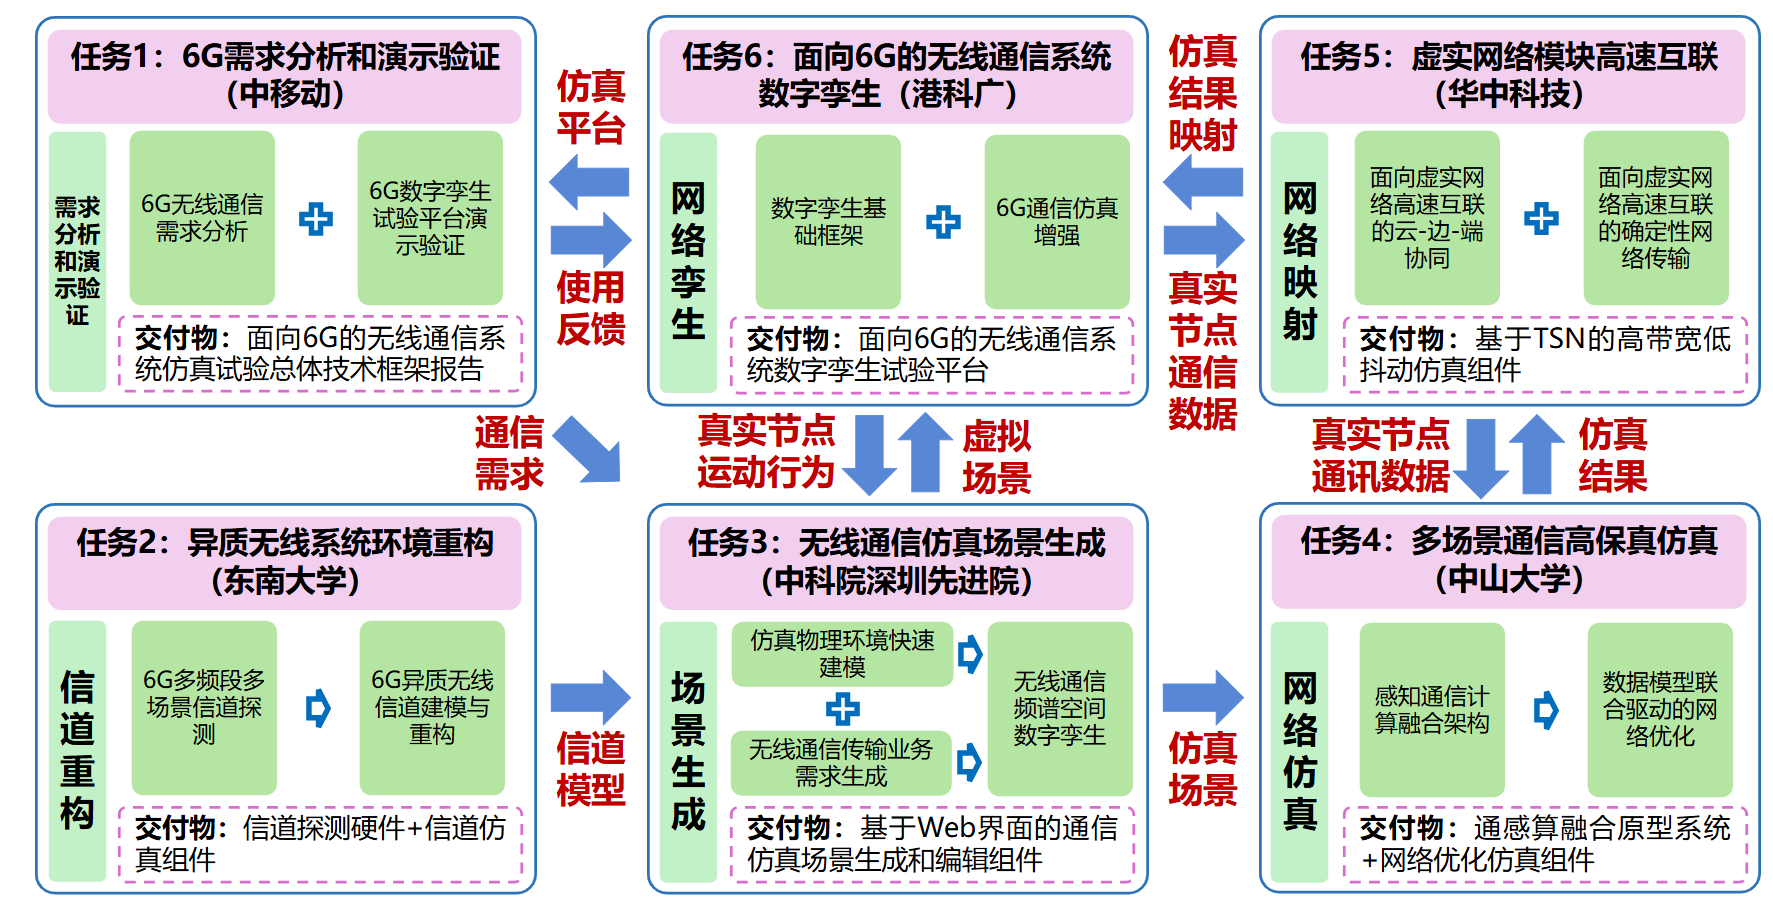 任务1：6G需求分析和演示验证
（中移动）
需求
分析
和演
示验
证
6G无线通信
需求分析
6G数字孪生
试验平台演
示验证
交付物：面向6G的无线通信系
统仿真试验总体技术框架报告
仿真
平台
使用
反馈
任务6：面向6G的无线通信系统
数字孪生（港科广）
网
络
孪
生
数字孪生基
础框架
6G通信仿真
增强
交付物：面向6G的无线通信系
统数字孪生试验平台
仿真
结果
映射
真实
节点
通信
数据
任务5：虚实网络模块高速互联
（华中科技）
网
络
映
射
面向虚实网
络高速互联
的云-边-端
协同
面向虚实网
络高速互联
的确定性网
络传输
交付物：基于TSN的高带宽低
抖动仿真组件
通信
需求
真实节点
运动行为
虚拟
场景
真实节点
通讯数据
仿真
结果
任务2：异质无线系统环境重构
（东南大学）
信
道
重
构
6G多频段多
场景信道探
测
6G异质无线
信道建模与
重构
交付物：信道探测硬件+信道仿
真组件
信道
模型
任务3：无线通信仿真场景生成
（中科院深圳先进院）
场
景
生
成
仿真物理环境快速
建模
无线通信传输业务
需求生成
无线通信
频谱空间
数字孪生
交付物：基于Web界面的通信
仿真场景生成和编辑组件
仿真
场景
任务4：多场景通信高保真仿真
（中山大学）
网
络
仿
真
感知通信计
算融合架构
数据模型联
合驱动的网
络优化
交付物：通感算融合原型系统
+网络优化仿真组件